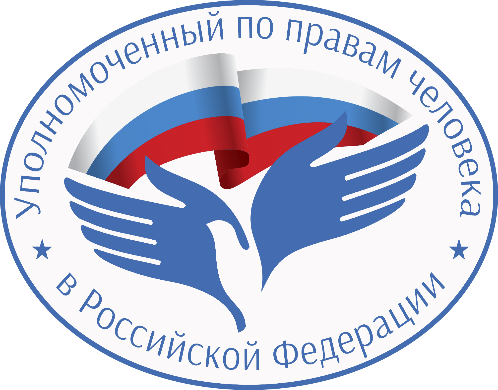 Уполномоченный по правам человека
в Российской Федерации